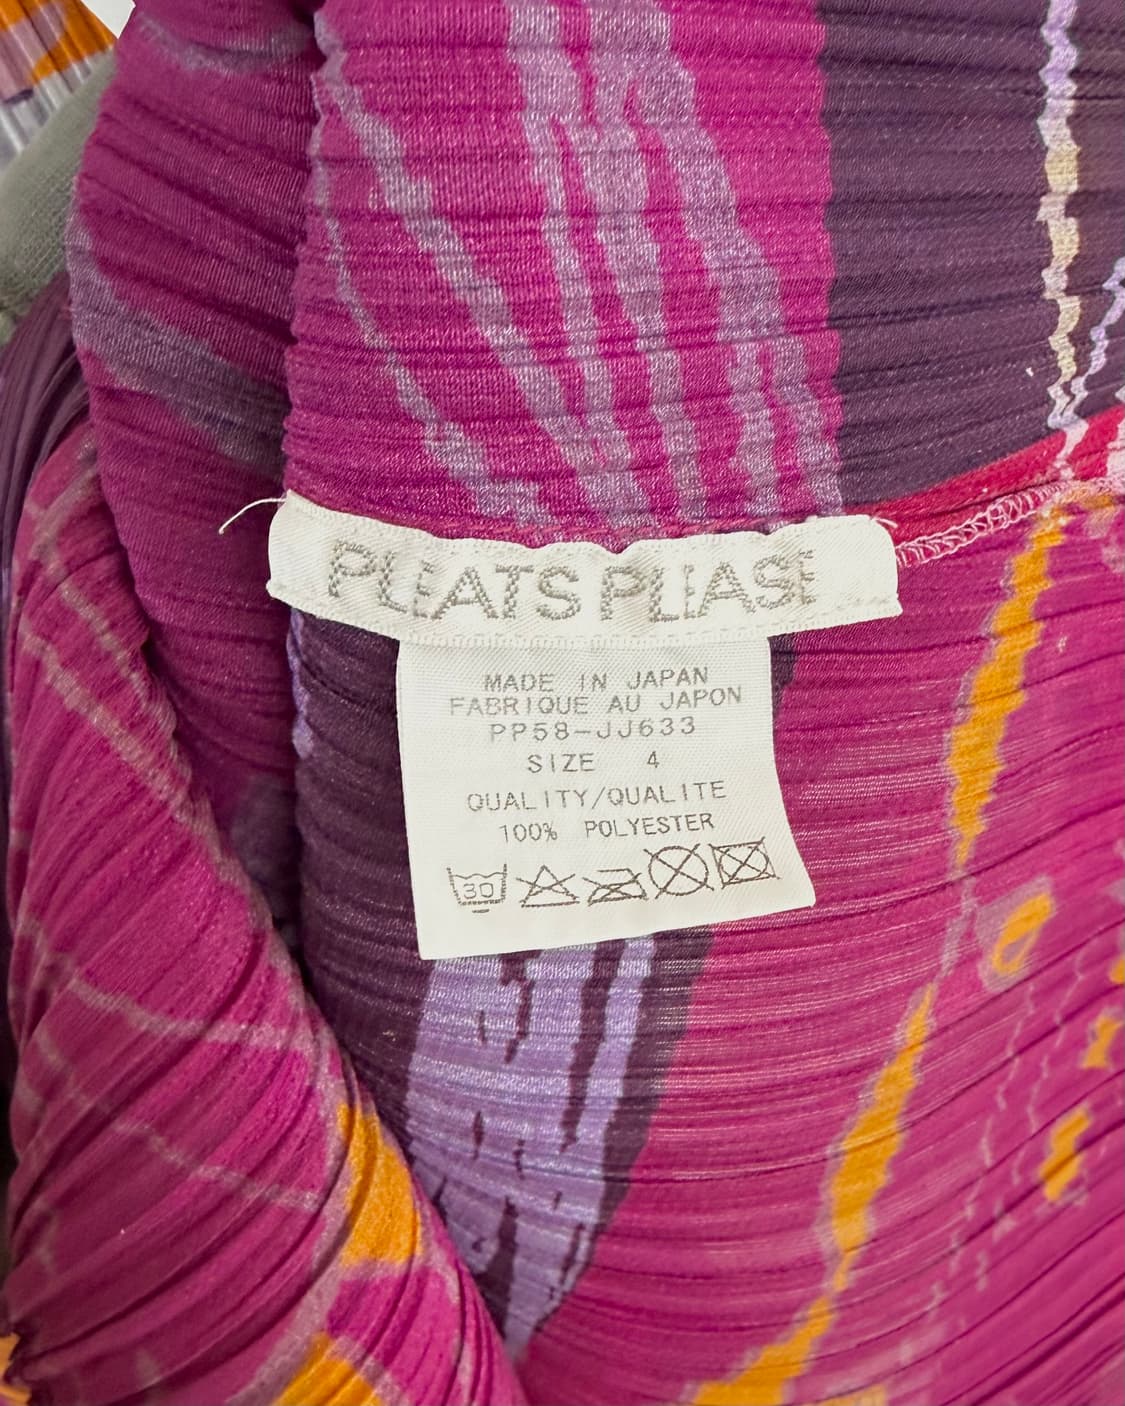 PLEATS PLEASE
MADE IN JAPAN
FABRIQUE AU JAPON
PP58-JJ633
SIZE 4
QUALITY/QUALITE
100% POLYESTER
30